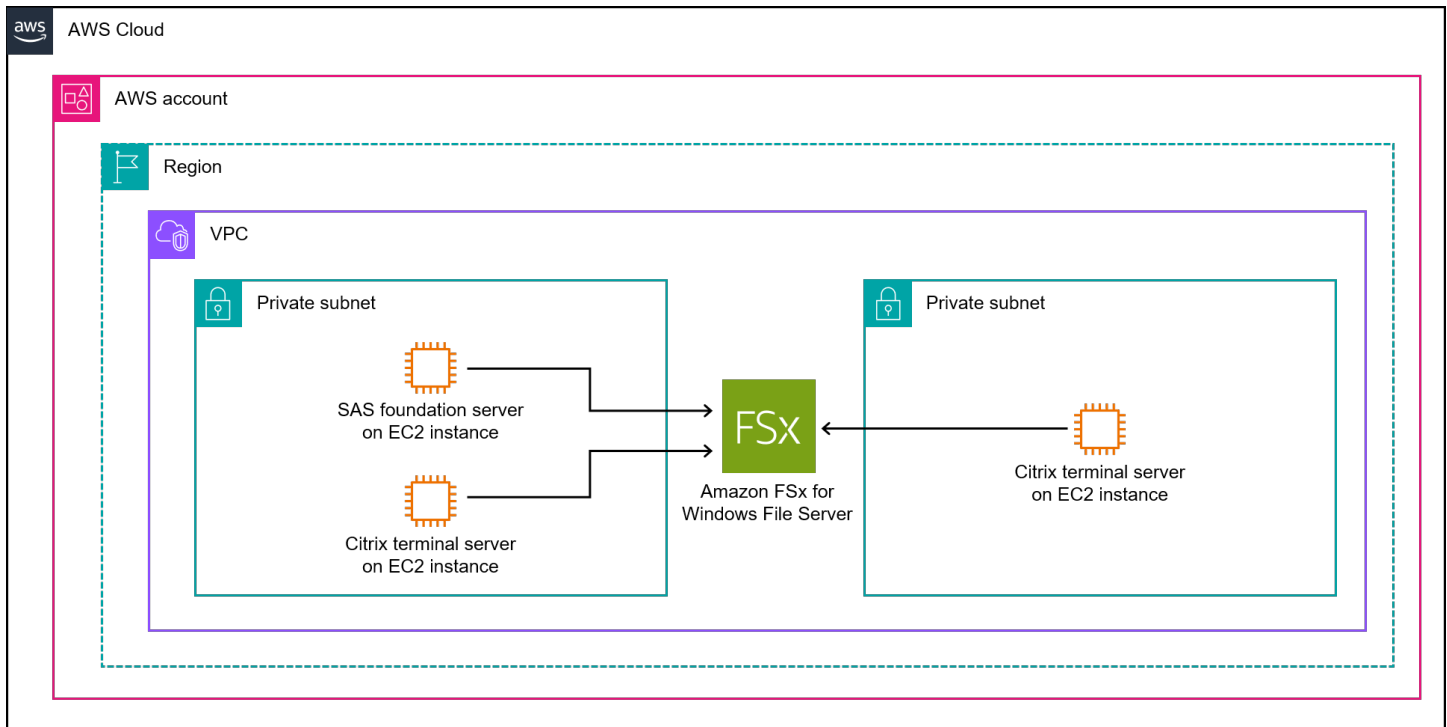 aws
AWS Cloud
AWS account
Region
VPC
Private subnet
SAS foundation server
on EC2 instance
Citrix terminal server
on EC2 instance
FSx
Amazon FSx for
Windows File Server
Private subnet
Citrix terminal server
on EC2 instance